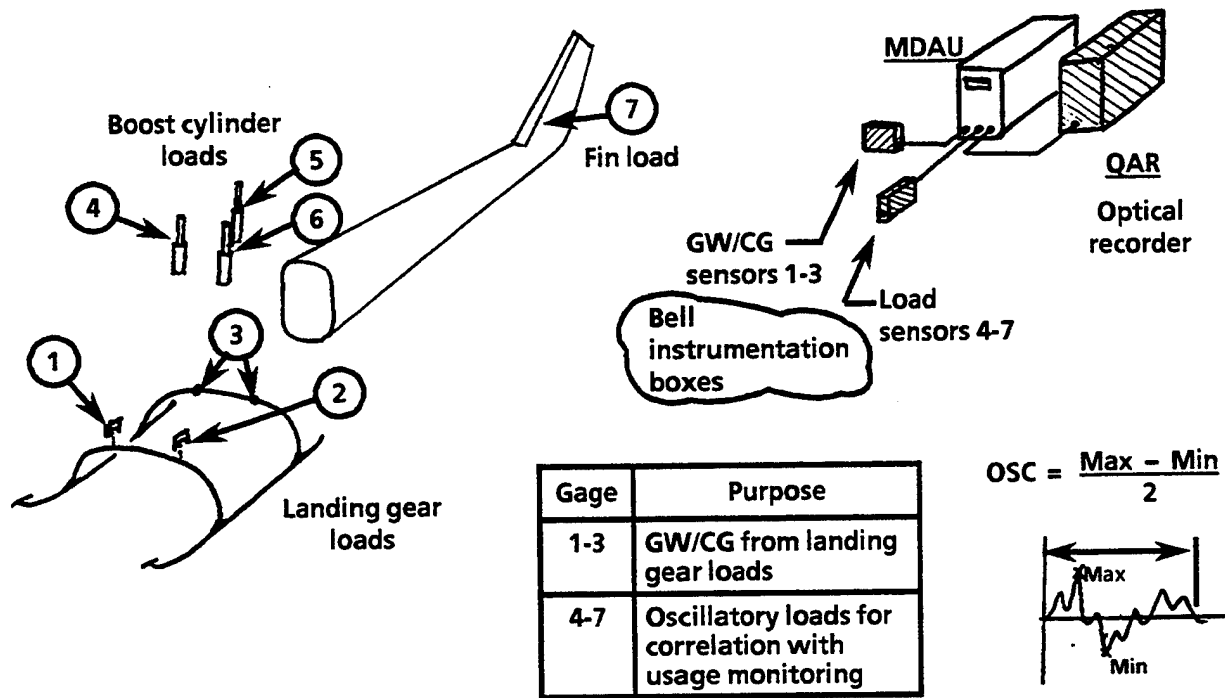 Boost cylinder
loads
4
5
6
7
Fin load
1
3
2
Landing gear
loads
MDAU
QAR
Optical
recorder
GW/CG
sensors 1-3
Load
sensors 4-7
Bell
instrumentation
boxes
Gage Purpose
1-3 GW/CG from landing
gear loads
4-7 Oscillatory loads for
correlation with
usage monitoring
OSC = Max – Min
2
Max
Min